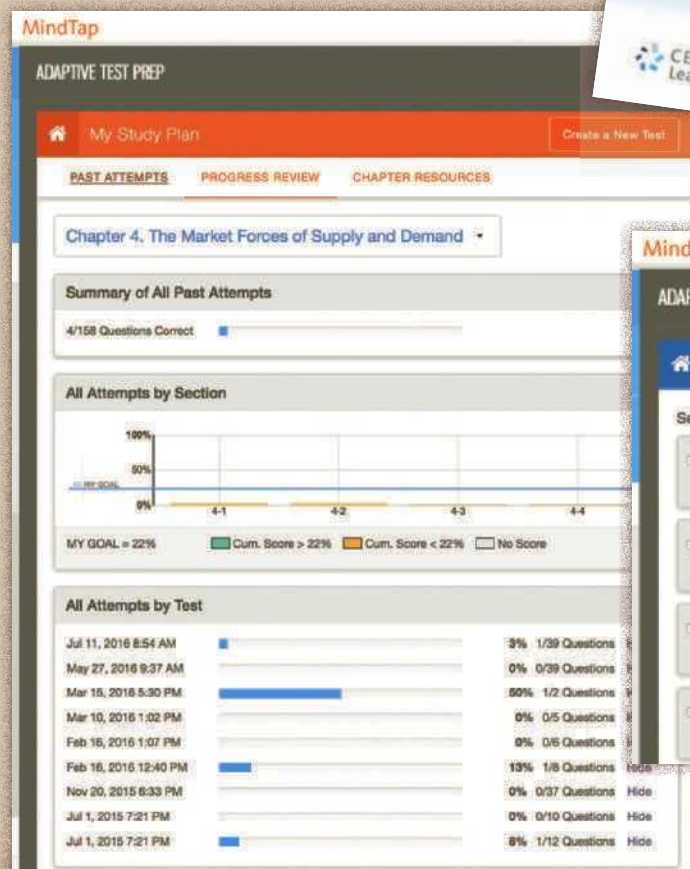 MindTap
ADAPTIVE TEST PREP
My Study Plan
Create a New Test
PAST ATTEMPTS PROGRESS REVIEW CHAPTER RESOURCES
Chapter 4. The Market Forces of Supply and Demand
Summary of All Past Attempts
4/158 Questions Correct
All Attempts by Section
100%
50%
MY GOAL
0%
4-1 4-2 4-3 4-4
MY GOAL = 22% Cum. Score > 22% Cum. Score < 22% No Score
All Attempts by Test
Jul 11, 2016 8:54 AM 3% 1/39 Questions
May 27, 2016 9:37 AM 0% 0/39 Questions
Mar 15, 2016 5:30 PM 50% 1/2 Questions
Mar 10, 2016 1:02 PM 0% 0/5 Questions
Feb 16, 2016 1:07 PM 0% 0/6 Questions
Feb 16, 2016 12:40 PM 13% 1/8 Questions Hide
Nov 20, 2015 6:33 PM 0% 0/37 Questions Hide
Jul 1, 2015 7:21 PM 0% 0/10 Questions Hide
Jul 1, 2015 7:21 PM 8% 1/12 Questions Hide